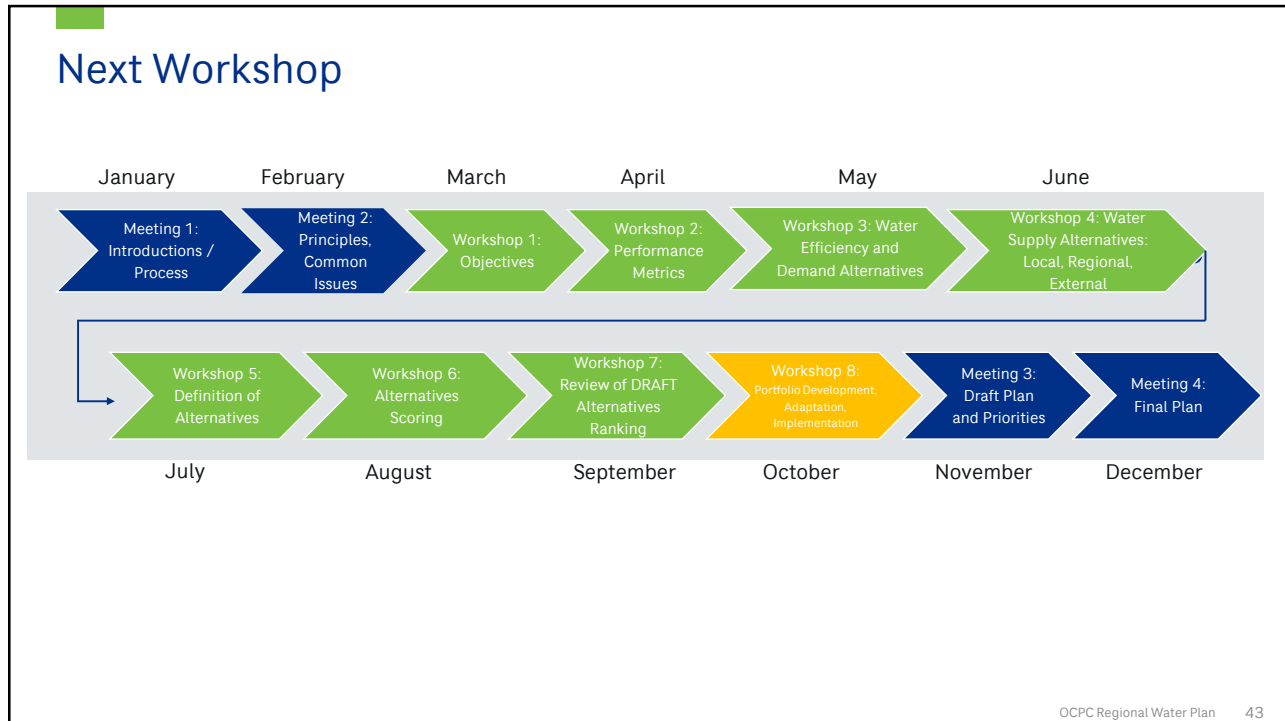 Next Workshop
January February March April May June
Meeting 1:
Introductions /
Process
Meeting 2:
Principles,
Common
Issues
Workshop 1:
Objectives
Workshop 2:
Performance
Metrics
Workshop 3: Water
Efficiency and
Demand Alternatives
Workshop 4: Water
Supply Alternatives:
Local, Regional,
External
Workshop 5:
Definition of
Alternatives
Workshop 6:
Alternatives
Scoring
Workshop 7:
Review of DRAFT
Alternatives
Ranking
Workshop 8:
Portfolio Development,
Adaptation,
Implementation
Meeting 3:
Draft Plan
and Priorities
Meeting 4:
Final Plan
July August September October November December
OCPC Regional Water Plan 43